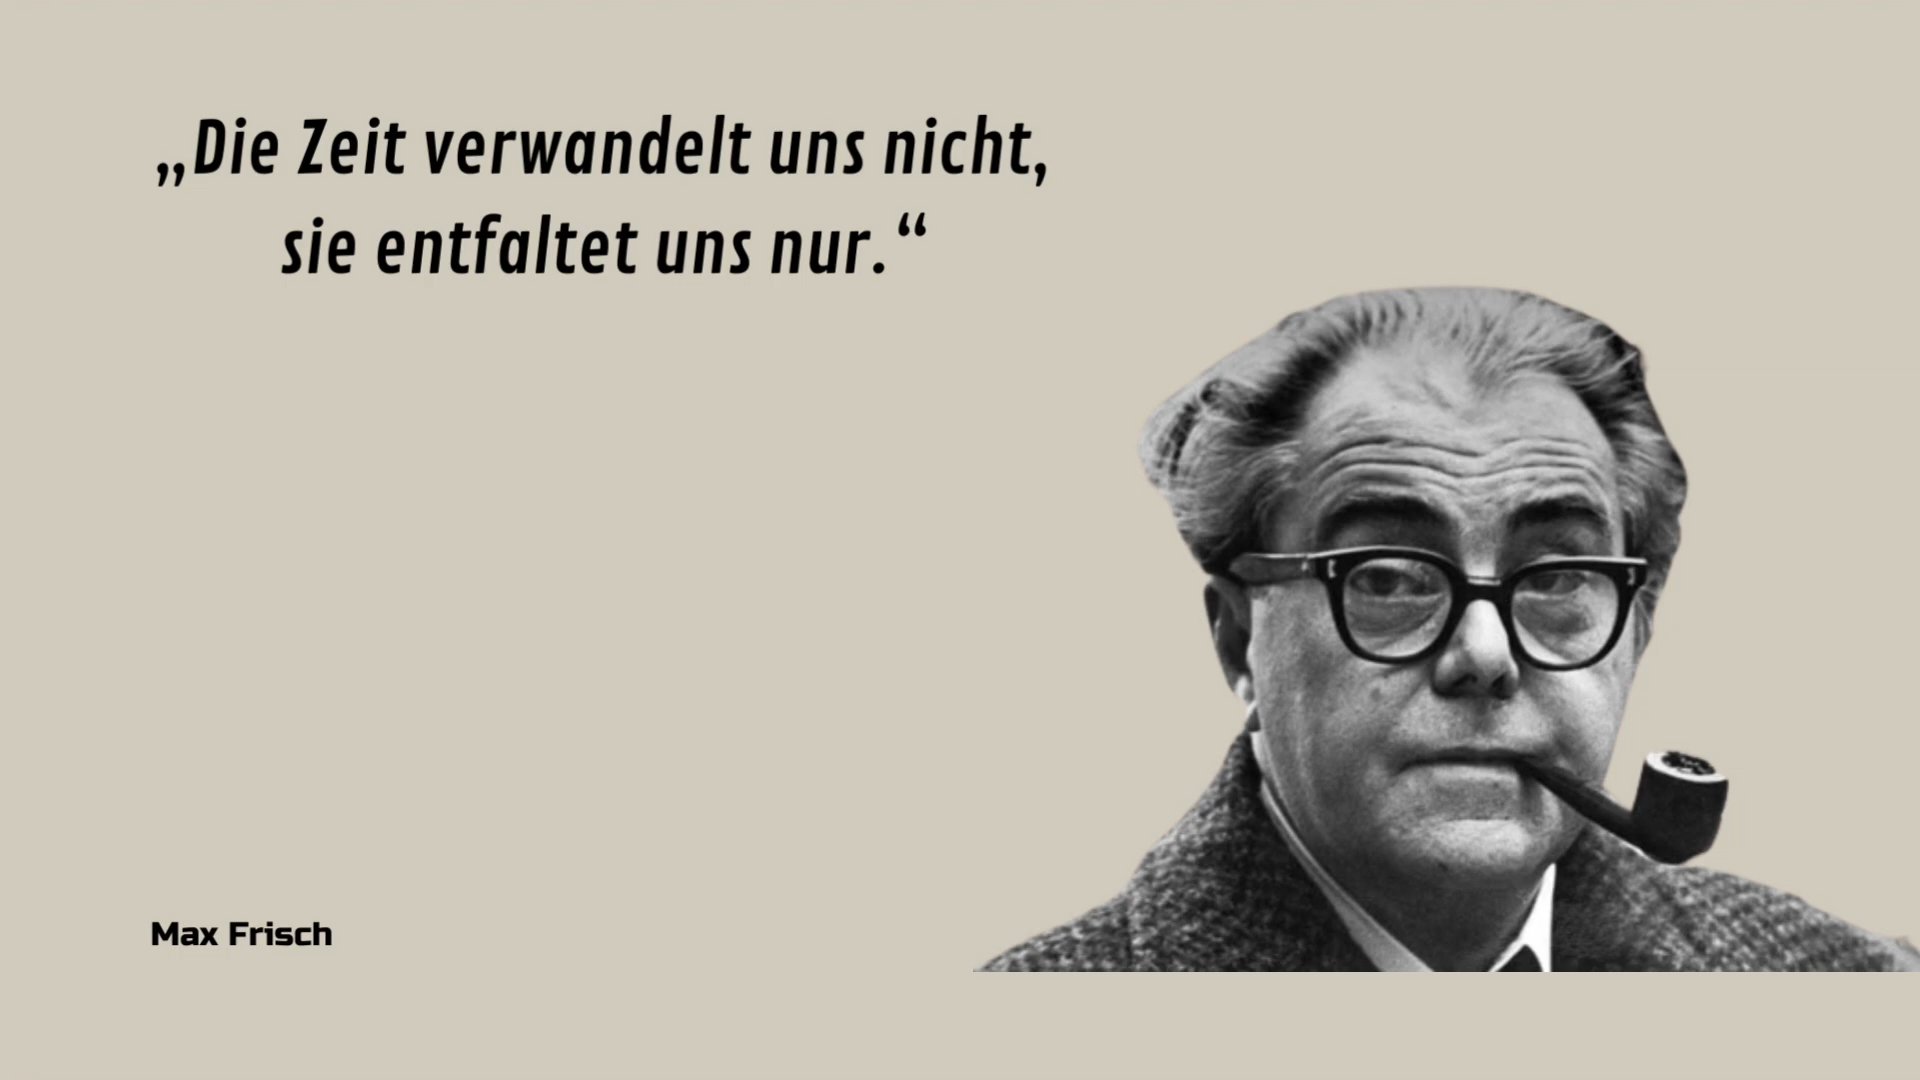 „Die Zeit verwandelt uns nicht,
sie entfaltet uns nur.“
Max Frisch